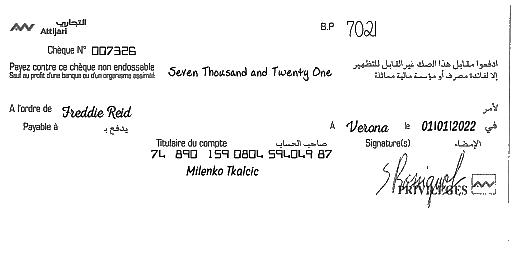 التجاري
Attijari
B.P 7021
Chèque N° 007326
Payez contre ce chèque non endossable
Sauf au profit d'une banque ou d'un organisme assimilé
Seven Thousand and Twenty One
ادفعوا مقابل هذا الصك غير القابل للتظهير
إلا لفائدة مصرف أو مؤسسة مالية مماثلة
A l'ordre de Freddie Reid لأمر
Payable à يدفع بـ
A Verona le 01/01/2022 في
Titulaire du compte صاحب الحساب
Signature(s) الإمضاء
74 890 159 0804 594049 87
Milenko Tkalcic
PRIVILEGES